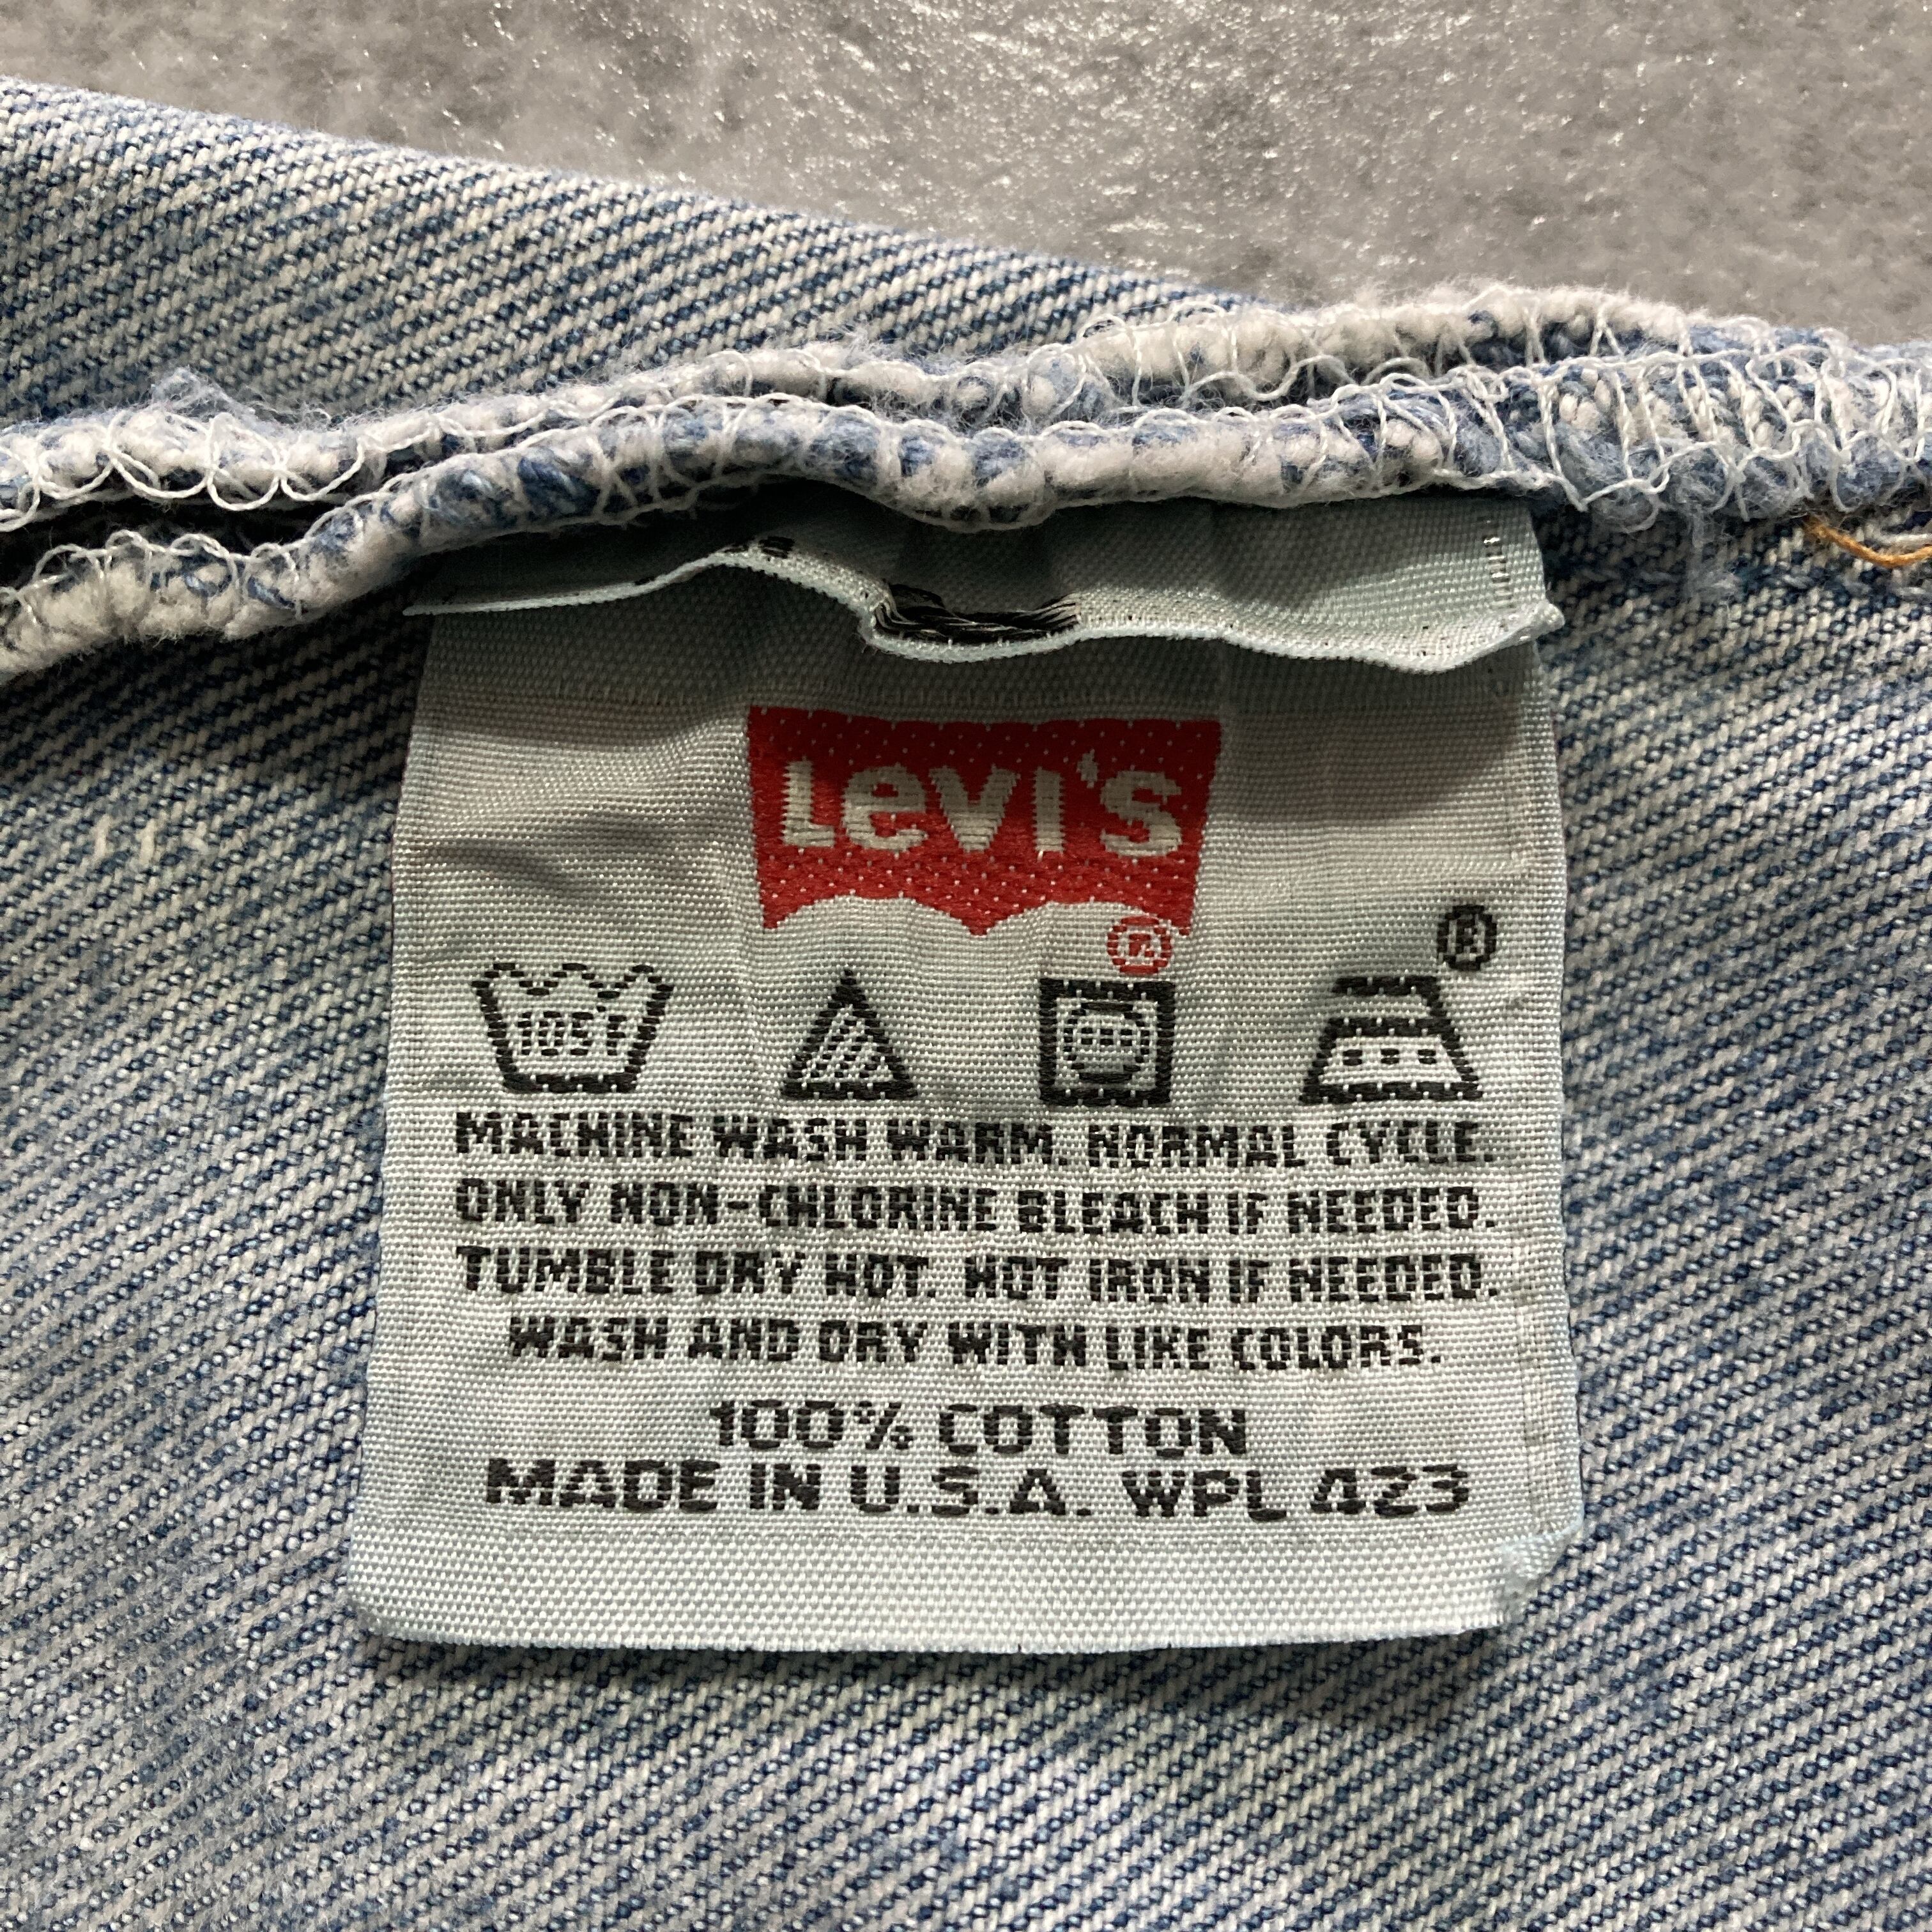 Levi's
®
®
105°F
MACHINE WASH WARM. NORMAL CYCLE.
ONLY NON-CHLORINE BLEACH IF NEEDED.
TUMBLE DRY HOT. HOT IRON IF NEEDED.
WASH AND DRY WITH LIKE COLORS.
100% COTTON
MADE IN U.S.A. WPL 423